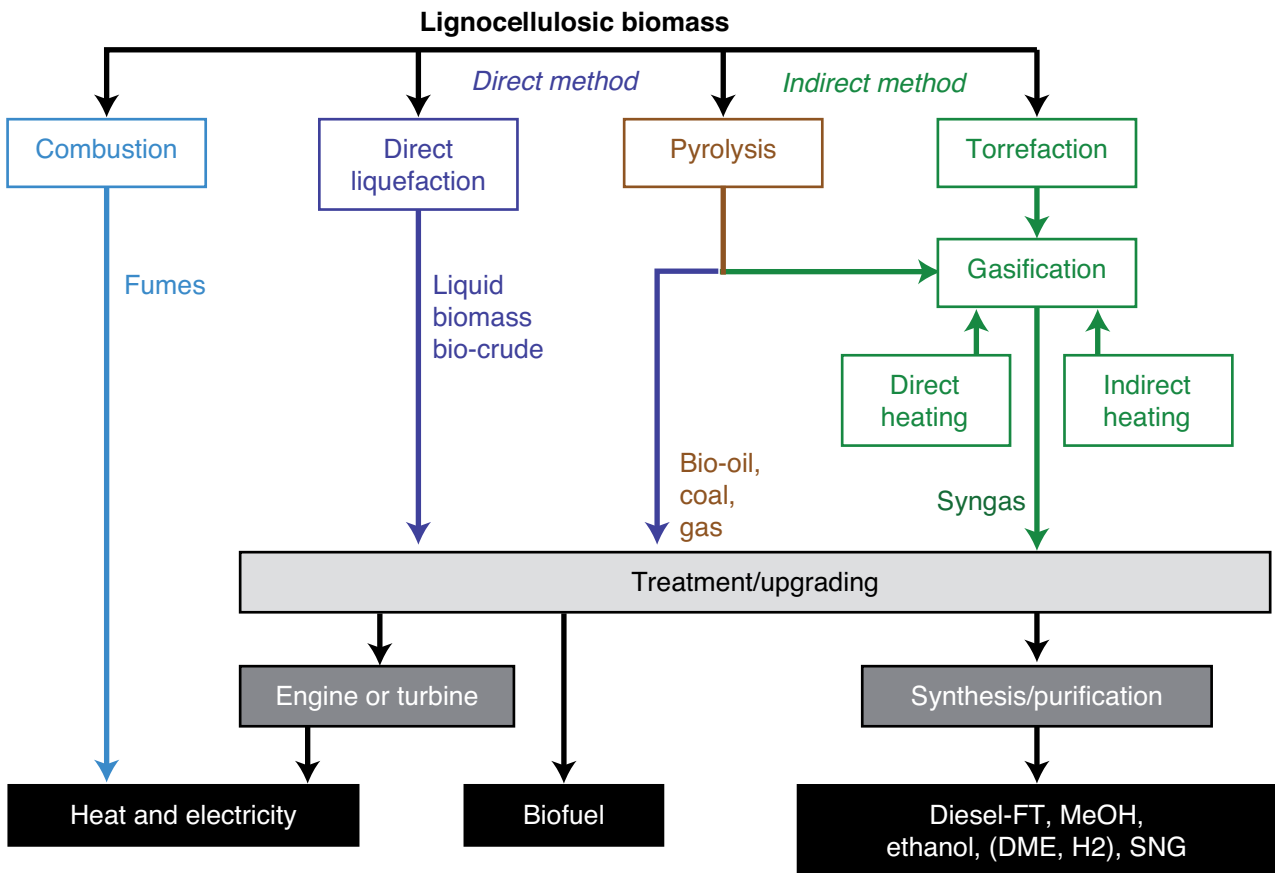 Lignocellulosic biomass
Direct method
Indirect method
Combustion
Direct
liquefaction
Pyrolysis
Torrefaction
Gasification
Fumes
Liquid
biomass
bio-crude
Direct
heating
Indirect
heating
Bio-oil,
coal,
gas
Syngas
Treatment/upgrading
Engine or turbine
Synthesis/purification
Heat and electricity
Biofuel
Diesel-FT, MeOH,
ethanol, (DME, H2), SNG